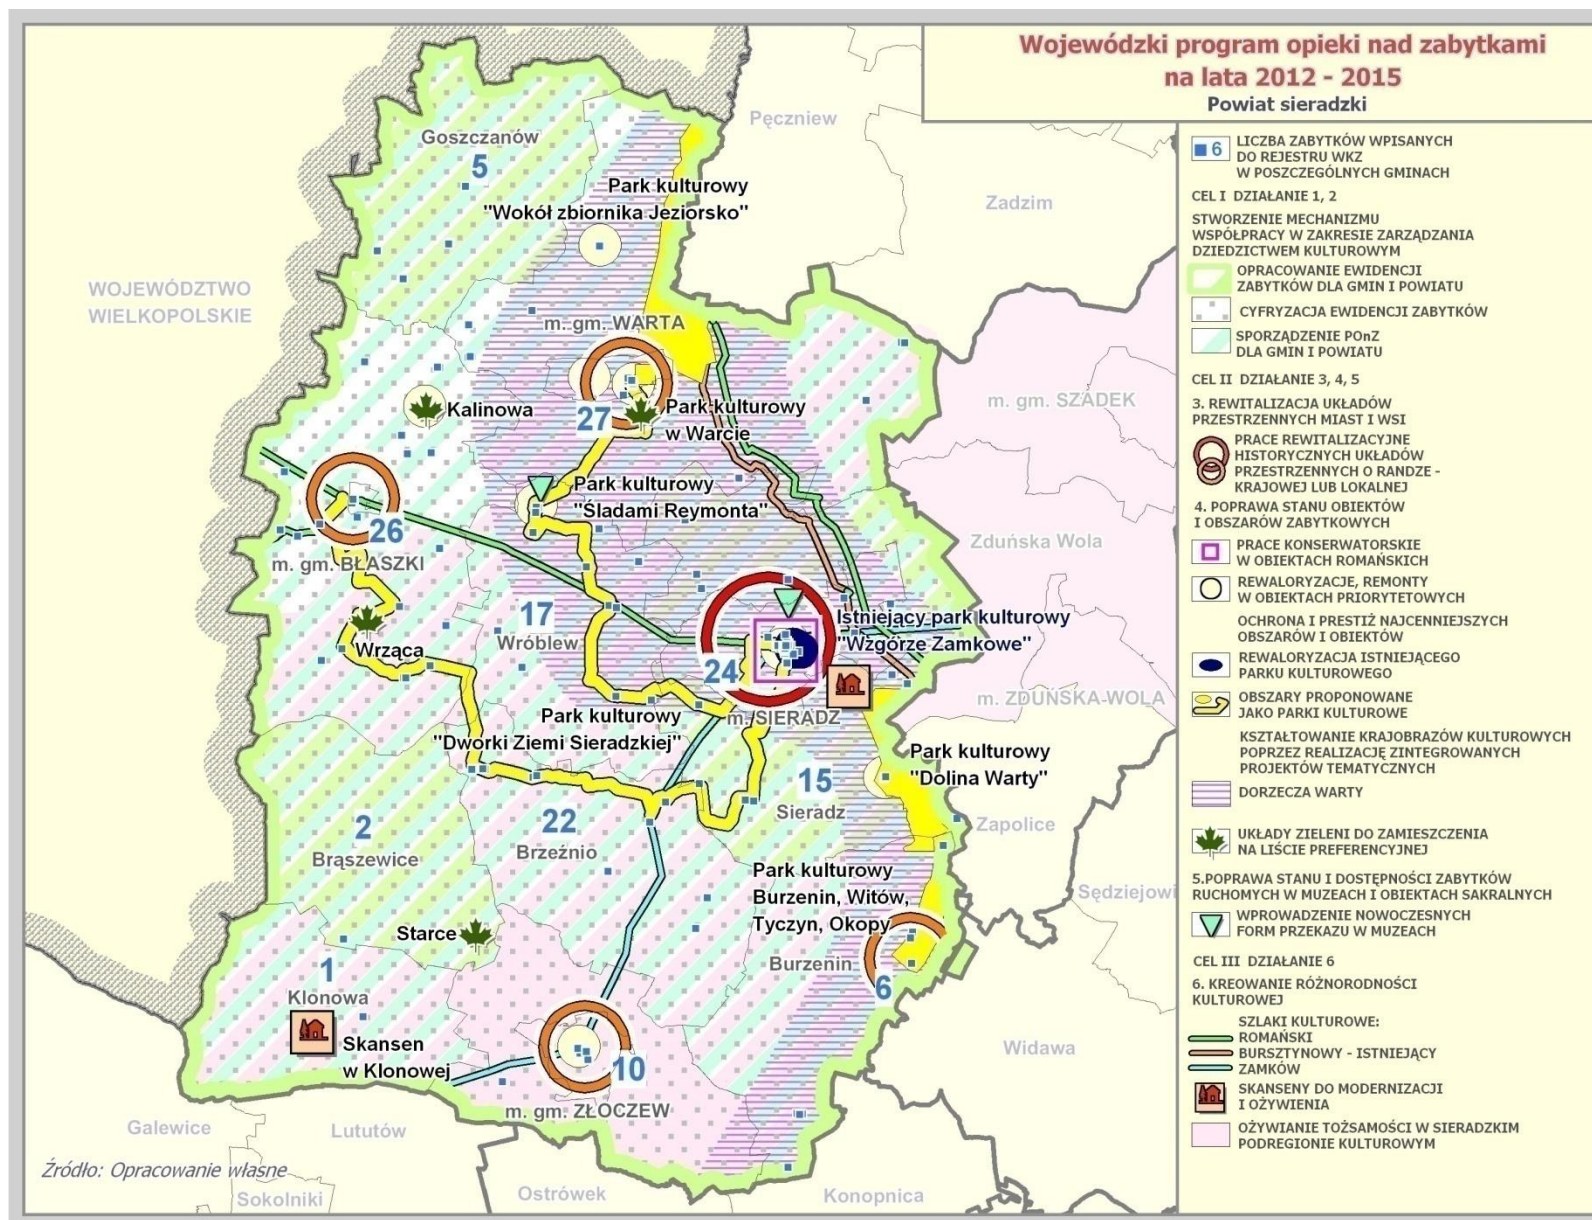 Wojewódzki program opieki nad zabytkami
na lata 2012 - 2015
Powiat sieradzki
Pęczniew
Goszczanów
5
Park kulturowy
"Wokół zbiornika Jeziorsko"
Zadzim
WOJEWÓDZTWO
WIELKOPOLSKIE
m. gm. WARTA
27
Kalinowa
Park kulturowy
w Warcie
m. gm. SZADEK
Park kulturowy
"Śladami Reymonta"
26
m. gm. BŁASZKI
Zduńska Wola
17
Wróblew
Istniejący park kulturowy
"Wzgórze Zamkowe"
Wrząca
24
m. SIERADZ
m. ZDUŃSKA-WOLA
Park kulturowy
"Dworki Ziemi Sieradzkiej"
Park kulturowy
"Dolina Warty"
15
Sieradz
2
Brąszewice
22
Brzeźnio
Zapolice
Park kulturowy
Burzenin, Witów,
Tyczyn, Okopy
Sędziejowi
Starce
Burzenin
6
1
Klonowa
Skansen
w Klonowej
Widawa
10
m. gm. ZŁOCZEW
Galewice
Lututów
Źródło: Opracowanie własne
Sokolniki
Ostrówek
Konopnica
6
LICZBA ZABYTKÓW WPISANYCH
DO REJESTRU WKZ
W POSZCZEGÓLNYCH GMINACH
CEL I DZIAŁANIE 1, 2
STWORZENIE MECHANIZMU
WSPÓŁPRACY W ZAKRESIE ZARZĄDZANIA
DZIEDZICTWEM KULTUROWYM
OPRACOWANIE EWIDENCJI
ZABYTKÓW DLA GMIN I POWIATU
CYFRYZACJA EWIDENCJI ZABYTKÓW
SPORZĄDZENIE POnZ
DLA GMIN I POWIATU
CEL II DZIAŁANIE 3, 4, 5
3. REWITALIZACJA UKŁADÓW
PRZESTRZENNYCH MIAST I WSI
PRACE REWITALIZACYJNE
HISTORYCZNYCH UKŁADÓW
PRZESTRZENNYCH O RANDZE -
KRAJOWEJ LUB LOKALNEJ
4. POPRAWA STANU OBIEKTÓW
I OBSZARÓW ZABYTKOWYCH
PRACE KONSERWATORSKIE
W OBIEKTACH ROMAŃSKICH
REWALORYZACJE, REMONTY
W OBIEKTACH PRIORYTETOWYCH
OCHRONA I PRESTIŻ NAJCENNIEJSZYCH
OBSZARÓW I OBIEKTÓW
REWALORYZACJA ISTNIEJĄCEGO
PARKU KULTUROWEGO
OBSZARY PROPONOWANE
JAKO PARKI KULTUROWE
KSZTAŁTOWANIE KRAJOBRAZÓW KULTUROWYCH
POPRZEZ REALIZACJĘ ZINTEGROWANYCH
PROJEKTÓW TEMATYCZNYCH
DORZECZA WARTY
UKŁADY ZIELENI DO ZAMIESZCZENIA
NA LIŚCIE PREFERENCYJNEJ
5.POPRAWA STANU I DOSTĘPNOŚCI ZABYTKÓW
RUCHOMYCH W MUZEACH I OBIEKTACH SAKRALNYCH
WPROWADZENIE NOWOCZESNYCH
FORM PRZEKAZU W MUZEACH
CEL III DZIAŁANIE 6
6. KREOWANIE RÓŻNORODNOŚCI
KULTUROWEJ
SZLAKI KULTUROWE:
ROMAŃSKI
BURSZTYNOWY - ISTNIEJĄCY
ZAMKÓW
SKANSENY DO MODERNIZACJI
I OŻYWIENIA
OŻYWIANIE TOŻSAMOŚCI W SIERADZKIM
PODREGIONIE KULTUROWYM